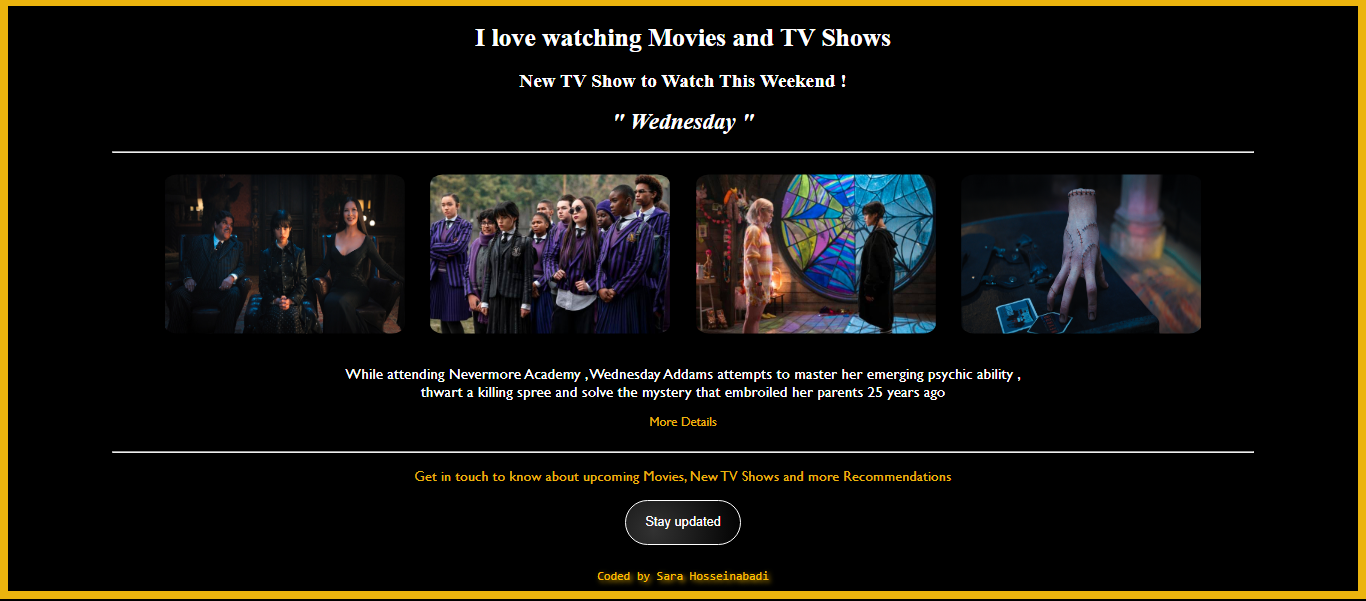 I love watching Movies and TV Shows
New TV Show to Watch This Weekend !
" Wednesday "
While attending Nevermore Academy , Wednesday Addams attempts to master her emerging psychic ability ,
thwart a killing spree and solve the mystery that embroiled her parents 25 years ago
More Details
Get in touch to know about upcoming Movies, New TV Shows and more Recommendations
Stay updated
Coded by Sara Hosseinabadi